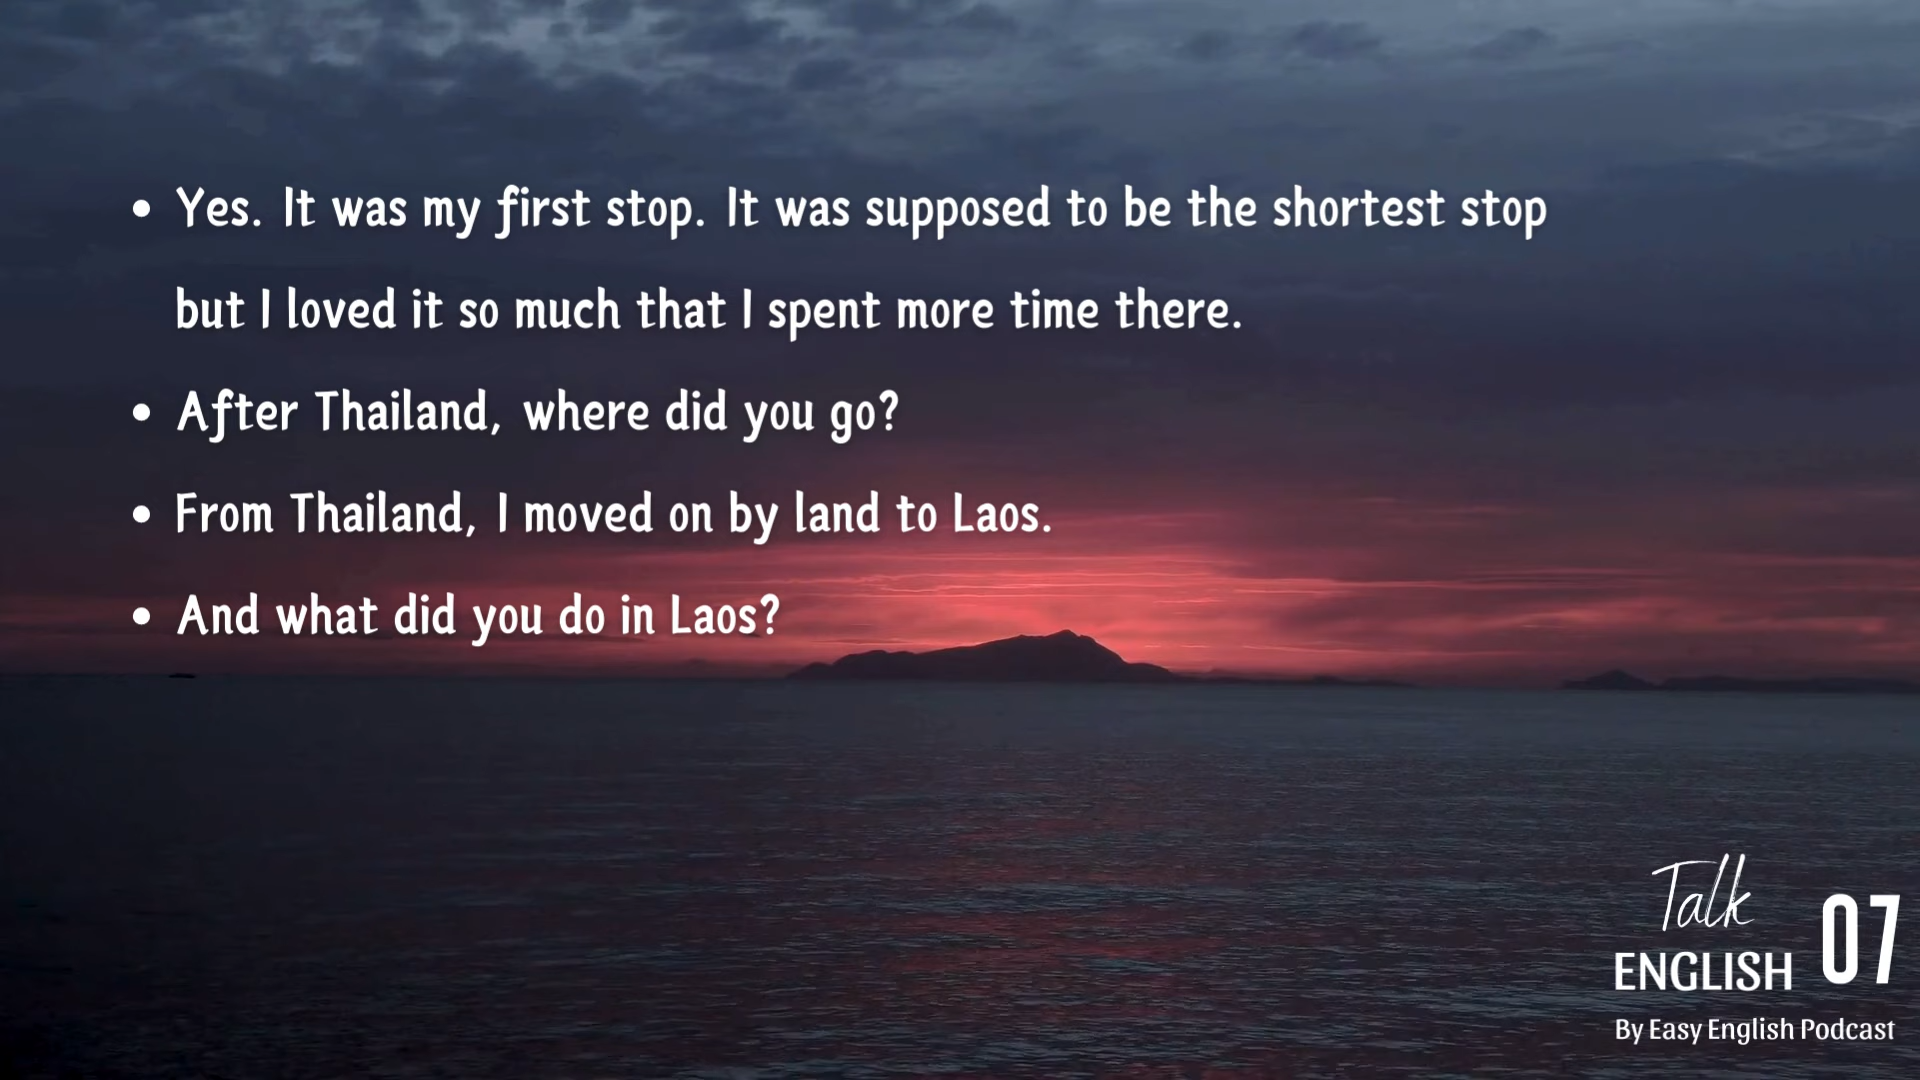 • Yes. It was my first stop. It was supposed to be the shortest stop
but I loved it so much that I spent more time there.
• After Thailand, where did you go?
• From Thailand, I moved on by land to Laos.
• And what did you do in Laos?
Talk
ENGLISH 07
By Easy English Podcast